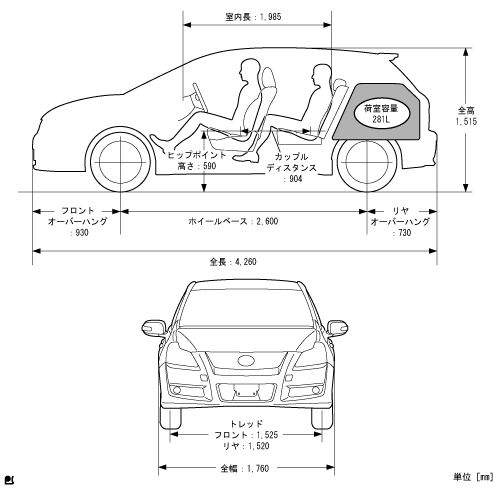 室内長：1,985
荷室容量
281L
全高
1,515
ヒップポイント
高さ：590
カップル
ディスタンス
：904
フロント
オーバーハング
：930
ホイールベース：2,600
リヤ
オーバーハング
：730
全長：4,260
トレッド
フロント：1,525
リヤ：1,520
全幅：1,760
単位 [mm]